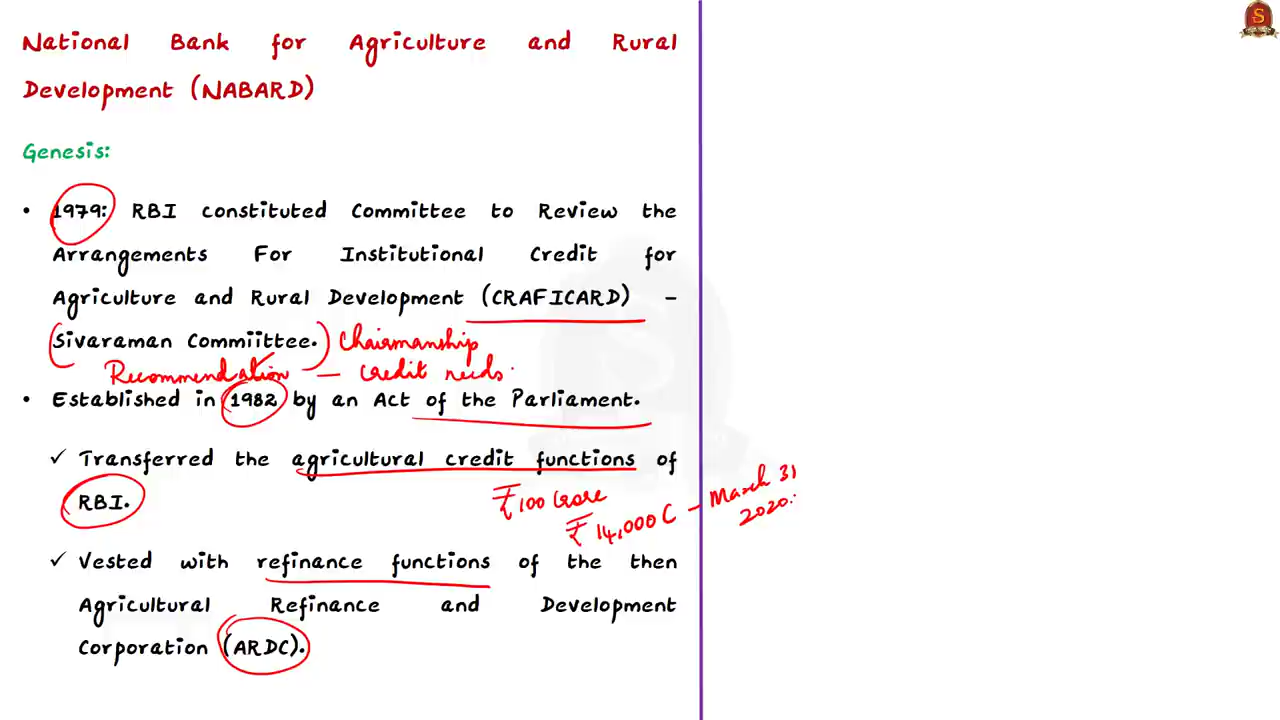 National Bank for Agriculture and Rural
Development (NABARD)
Genesis:
• 1979: RBI constituted Committee to Review the
Arrangements For Institutional Credit for
Agriculture and Rural Development (CRAFICARD) –
Sivaraman Commiittee. Chairmanship
Recommendation – Credit needs.
• Established in 1982 by an Act of the Parliament.
✓ Transferred the agricultural credit functions of
RBI.
₹100 Crore
₹ 14,000 C – March 31
2020.
✓ Vested with refinance functions of the then
Agricultural Refinance and Development
Corporation (ARDC).
S